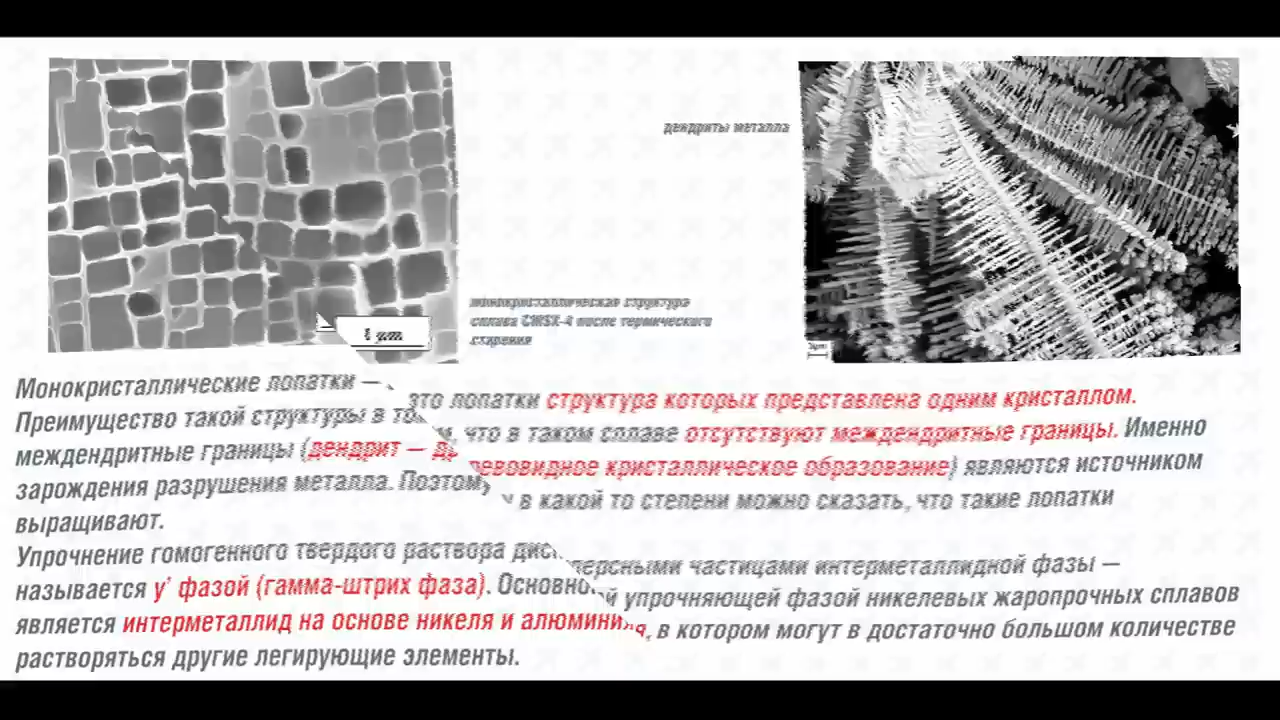 дендриты металла
монокристаллическая структура
сплава CMSX-4 после термического
старения
1 µm
Монокристаллические лопатки — это лопатки структура которых представлена одним кристаллом.
Преимущество такой структуры в том, что в таком сплаве отсутствуют междендритные границы. Именно
междендритные границы (дендрит — древовидное кристаллическое образование) являются источником
зарождения разрушения металла. Поэтому в какой то степени можно сказать, что такие лопатки
выращивают.
Упрочнение гомогенного твердого раствора дисперсными частицами интерметаллидной фазы —
называется у' фазой (гамма-штрих фаза). Основной упрочняющей фазой никелевых жаропрочных сплавов
является интерметаллид на основе никеля и алюминия, в котором могут в достаточно большом количестве
растворяться другие легирующие элементы.